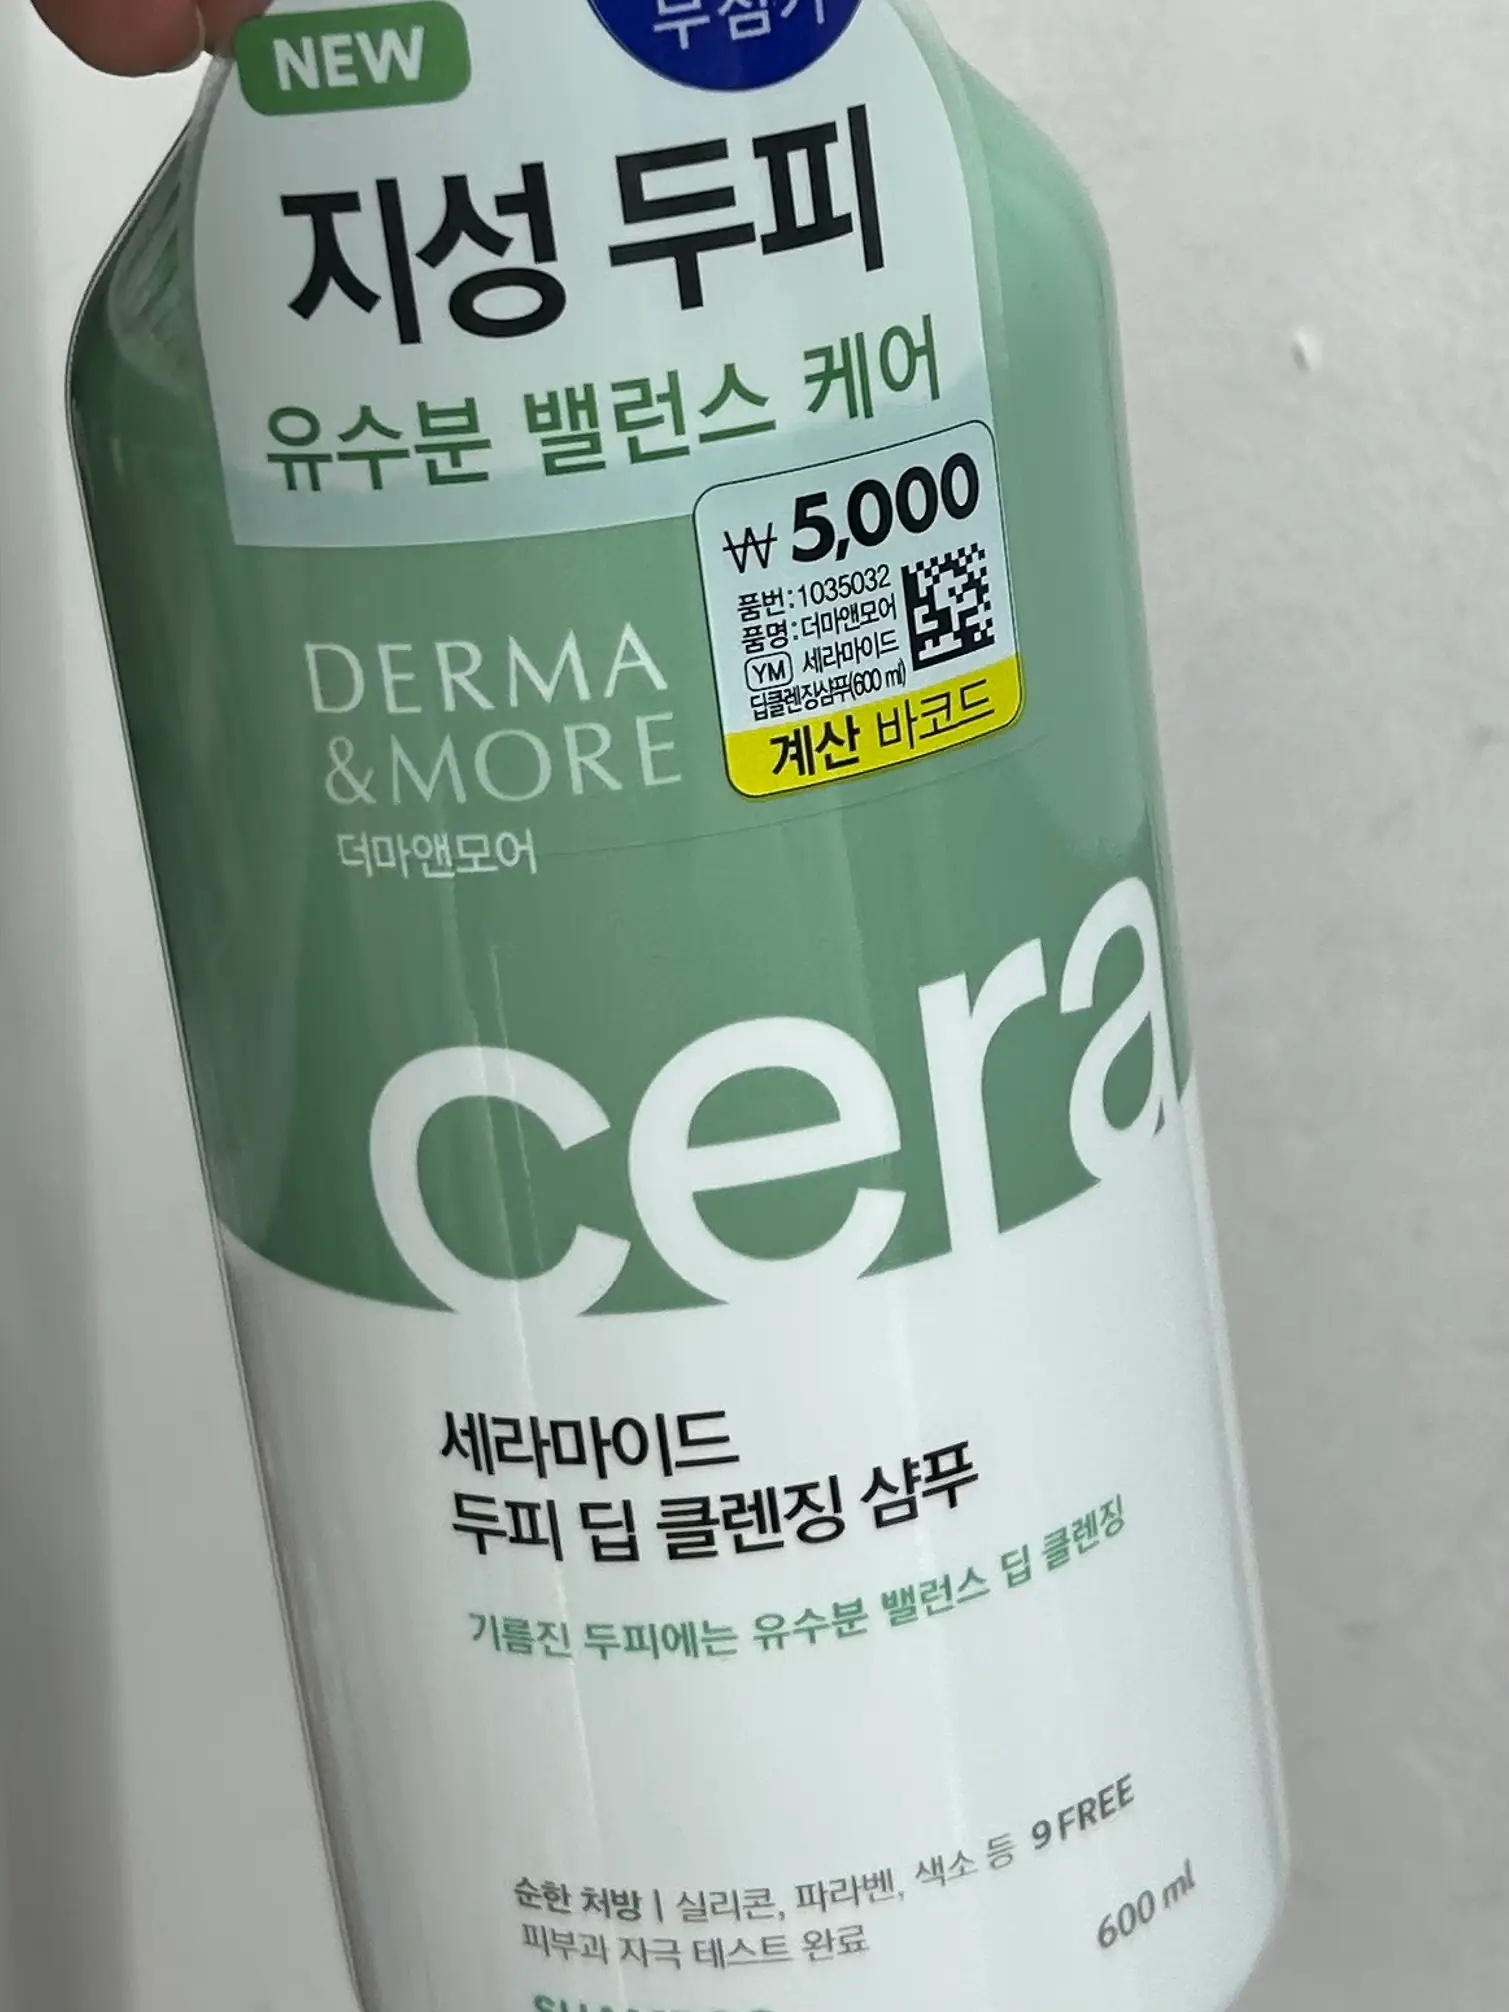 무첨가
NEW
지성 두피
유수분 밸런스 케어
₩ 5,000
품번:1035032
품명:더마앤모어
YM 세라마이드
딥클렌징샴푸(600 ml)
계산 바코드
DERMA
&MORE
더마앤모어
cera
세라마이드
두피 딥 클렌징 샴푸
기름진 두피에는 유수분 밸런스 딥 클렌징
순한 처방 | 실리콘, 파라벤, 색소 등 9 FREE
피부과 자극 테스트 완료
600 ml
SHAMPOO